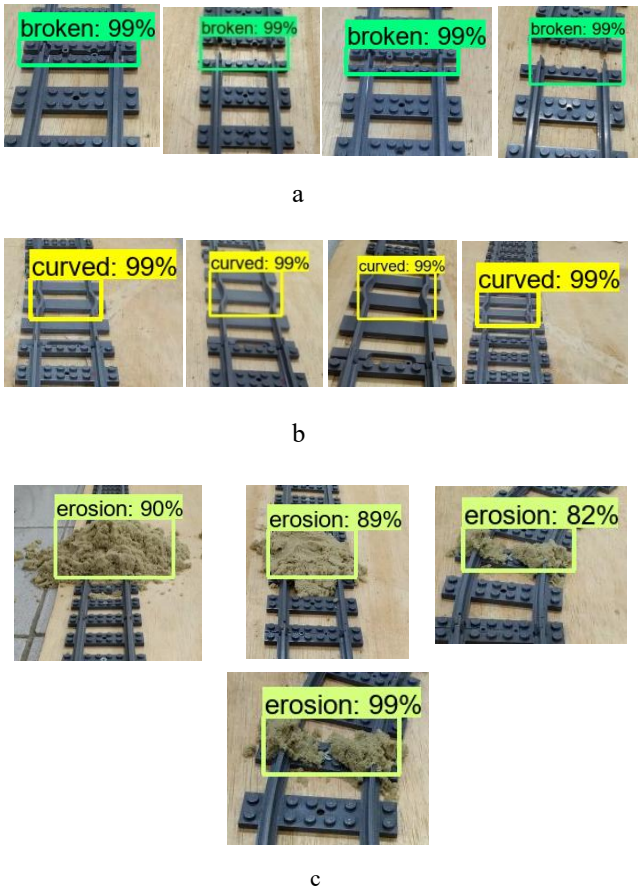 broken: 99%
broken: 99%
broken: 99%
broken: 99%
a
curved: 99%
curved: 99%
curved: 99%
curved: 99%
b
erosion: 90%
erosion: 89%
erosion: 82%
erosion: 99%
c